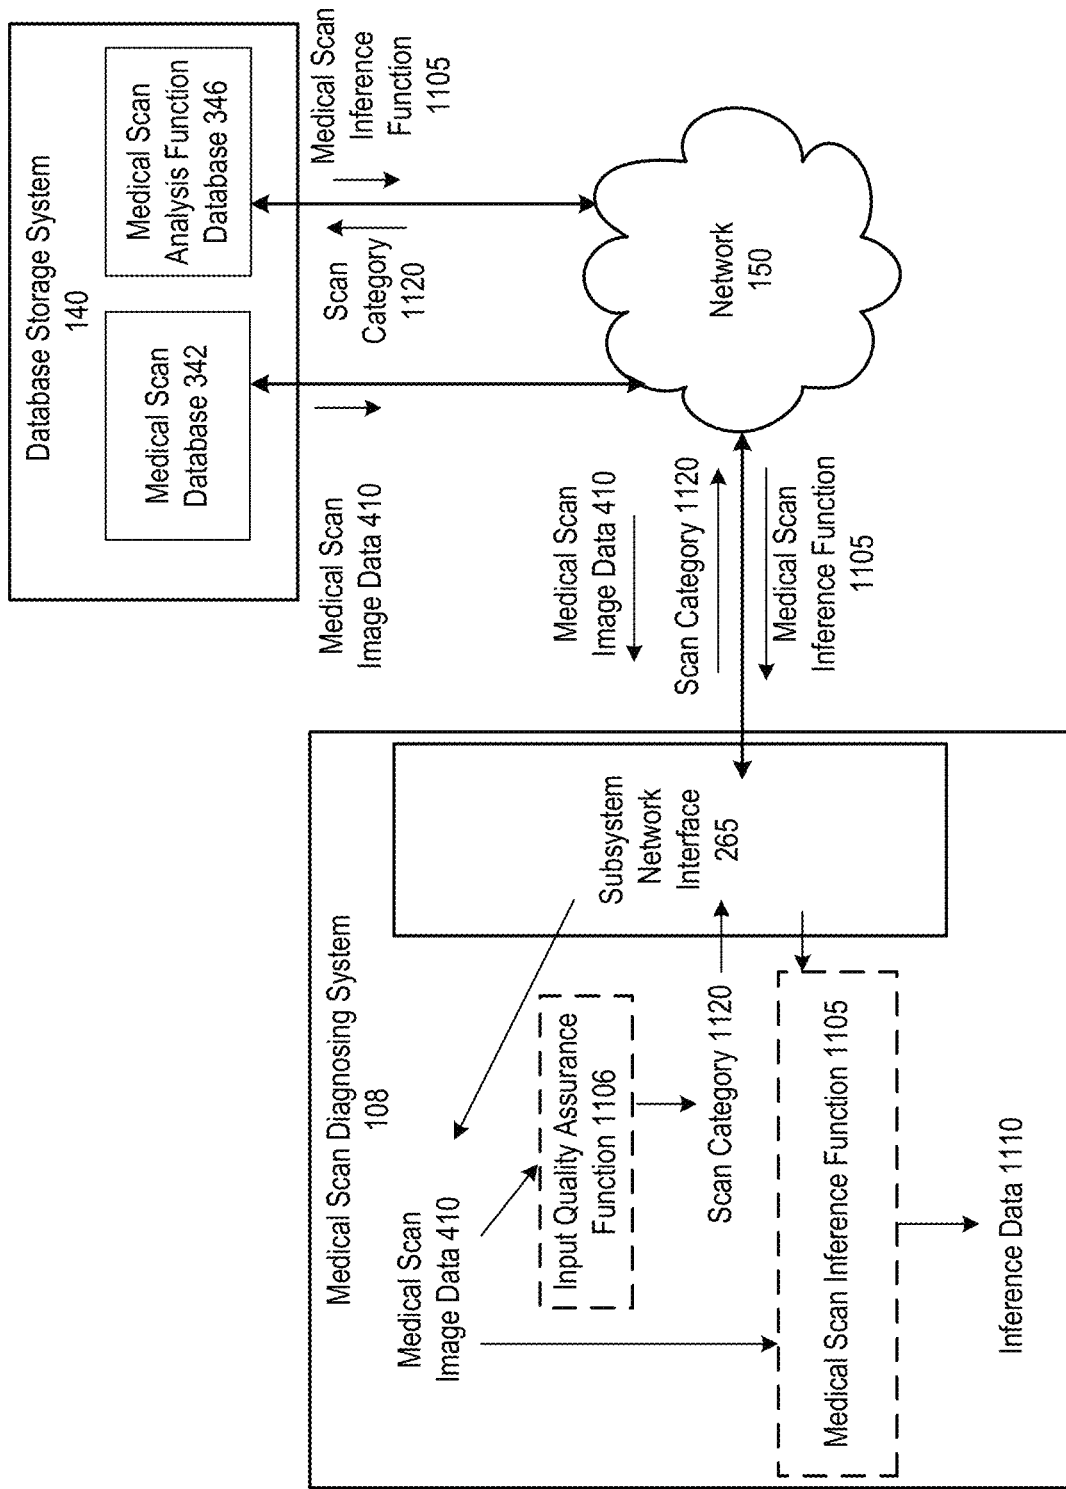 Medical Scan Diagnosing System
108
Medical Scan
Image Data 410
Input Quality Assurance
Function 1106
Scan Category 1120
Medical Scan Inference Function 1105
Inference Data 1110
Subsystem
Network
Interface
265
Medical Scan
Image Data 410
Scan Category 1120
Medical Scan
Inference Function
1105
Database Storage System
140
Medical Scan
Database 342
Medical Scan
Analysis Function
Database 346
Medical Scan
Image Data 410
Scan
Category
1120
Medical Scan
Inference
Function
1105
Network
150